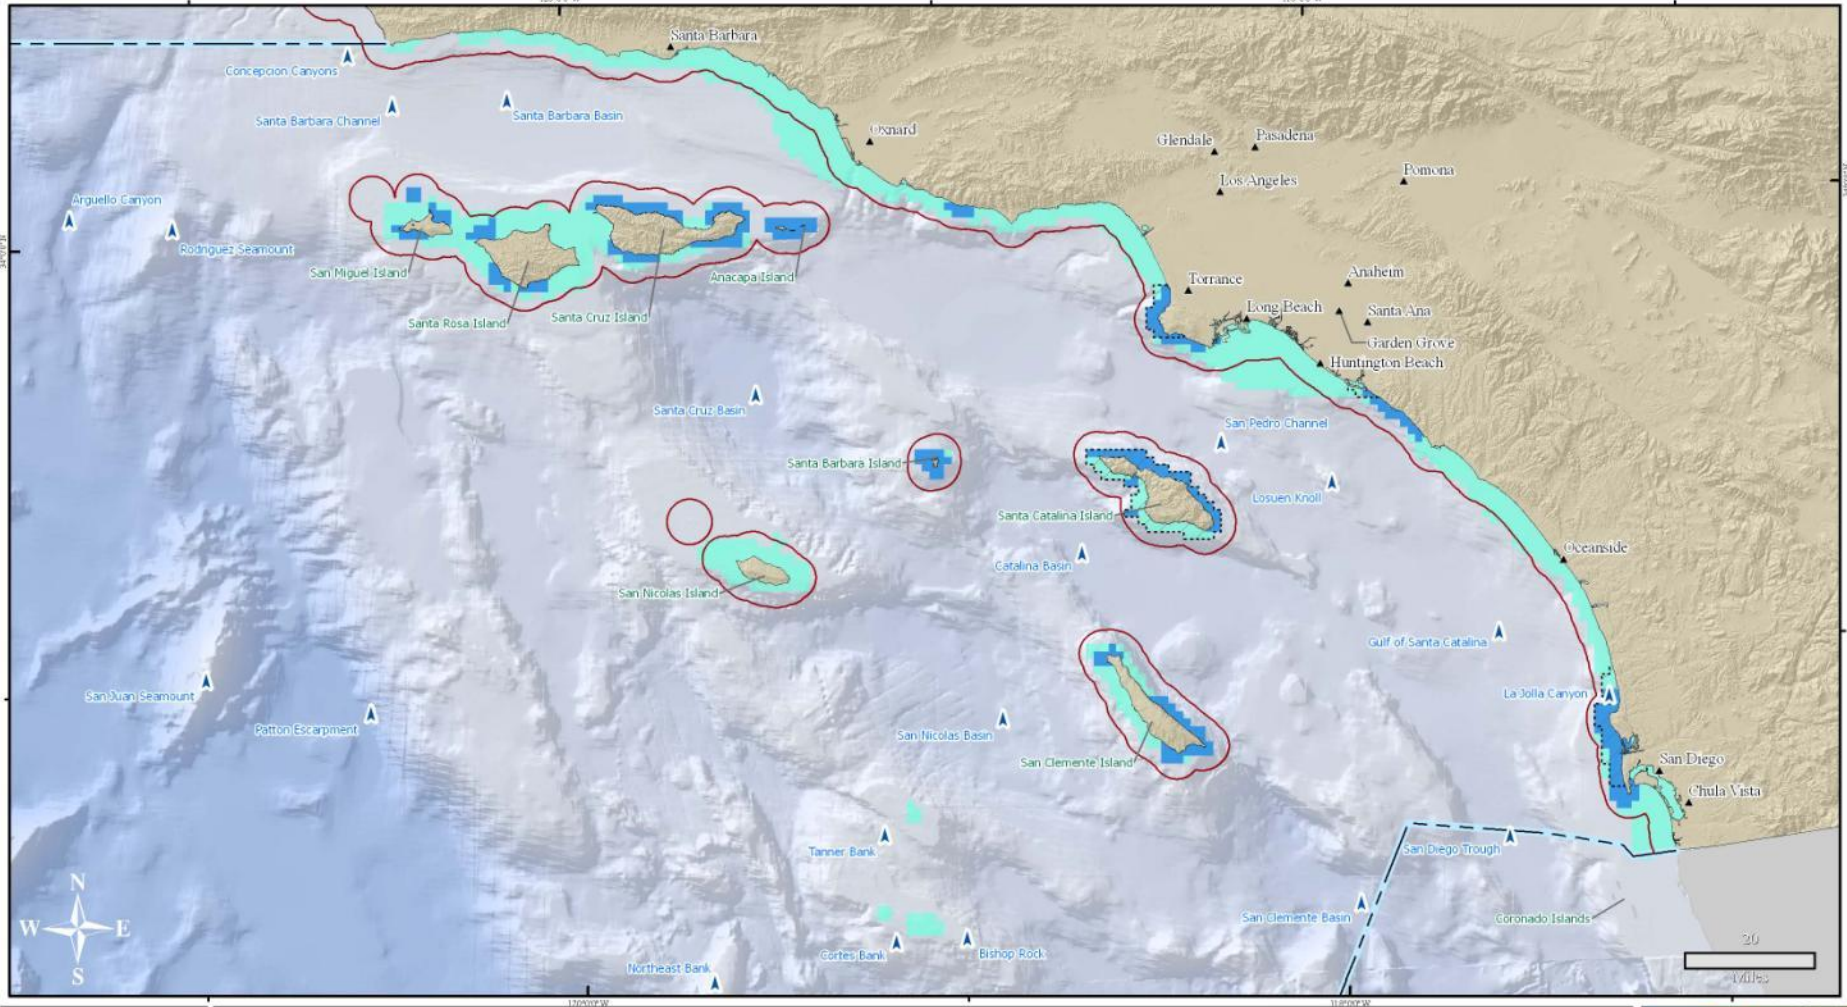 Santa Barbara
Concepcion Canyons
Santa Barbara Channel
Santa Barbara Basin
Oxnard
Glendale
Pasadena
Pomona
Los Angeles
Arguello Canyon
Rodriguez Seamount
San Miguel Island
Anacapa Island
Santa Rosa Island
Santa Cruz Island
Torrance
Anaheim
Long Beach
Santa Ana
Garden Grove
Huntington Beach
Santa Cruz Basin
San Pedro Channel
Santa Barbara Island
Losuen Knoll
Santa Catalina Island
Oceanside
Catalina Basin
San Nicolas Island
Gulf of Santa Catalina
San Juan Seamount
La Jolla Canyon
Patton Escarpment
San Nicolas Basin
San Clemente Island
San Diego
Chula Vista
Tanner Bank
San Diego Trough
N
W E
S
San Clemente Basin
Coronado Islands
Cortes Bank
Bishop Rock
Northeast Bank
20
Miles